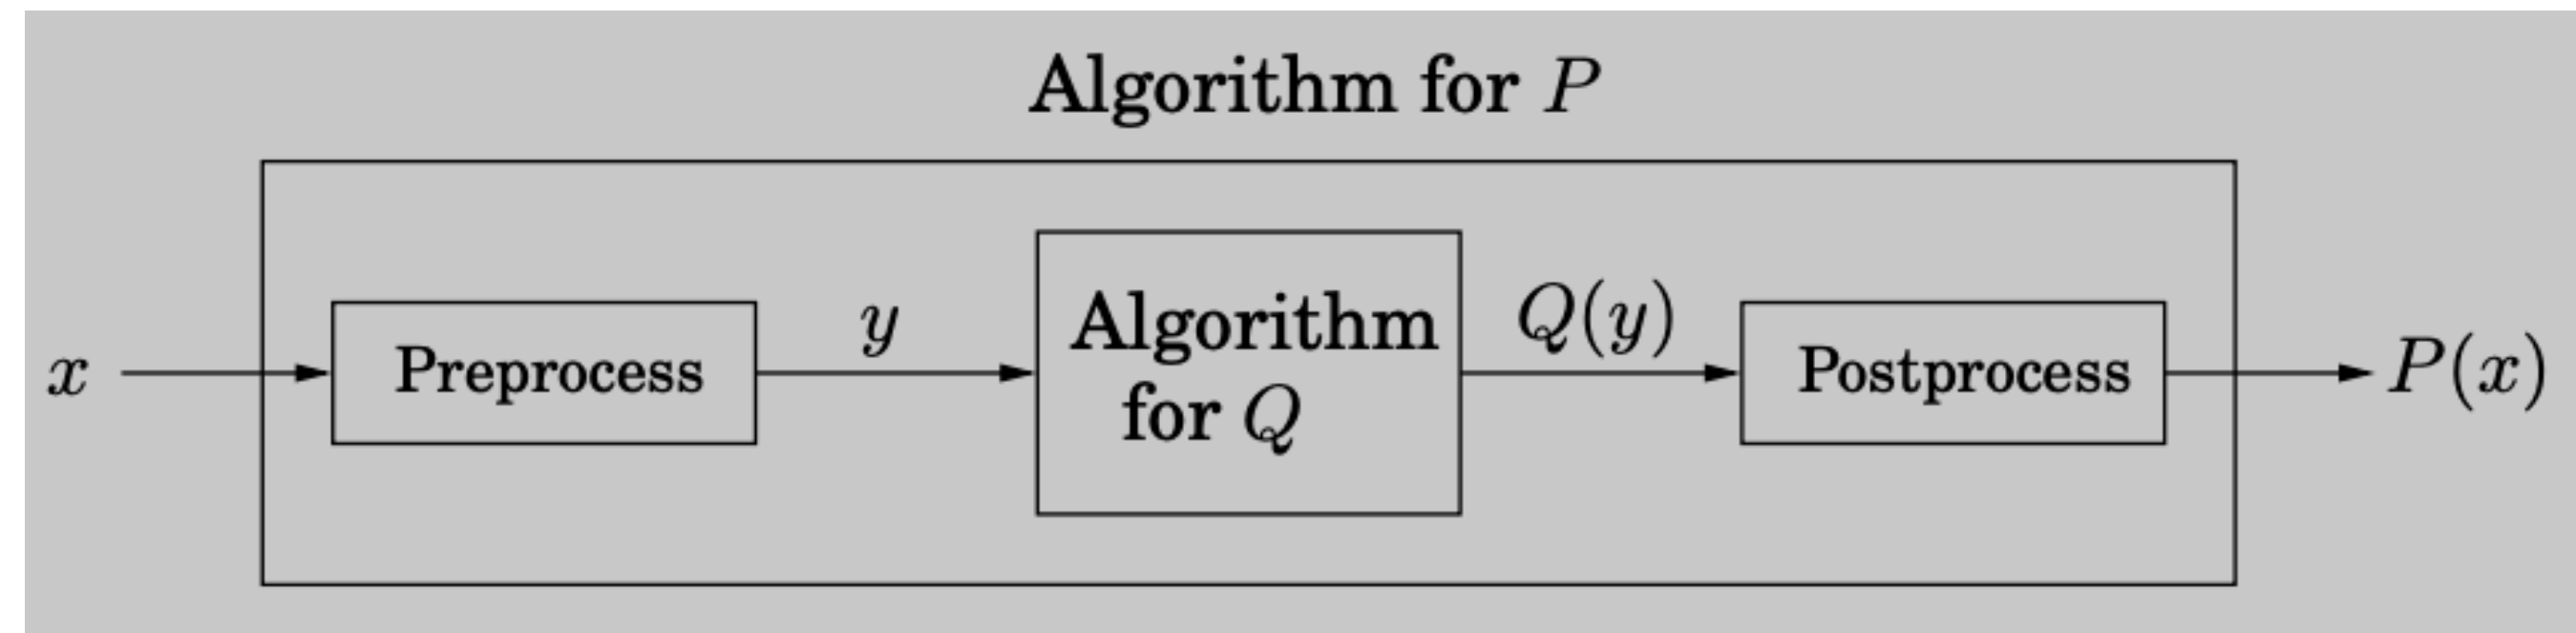 Algorithm for P
x
Preprocess
y
Algorithm
for Q
Q(y)
Postprocess
P(x)